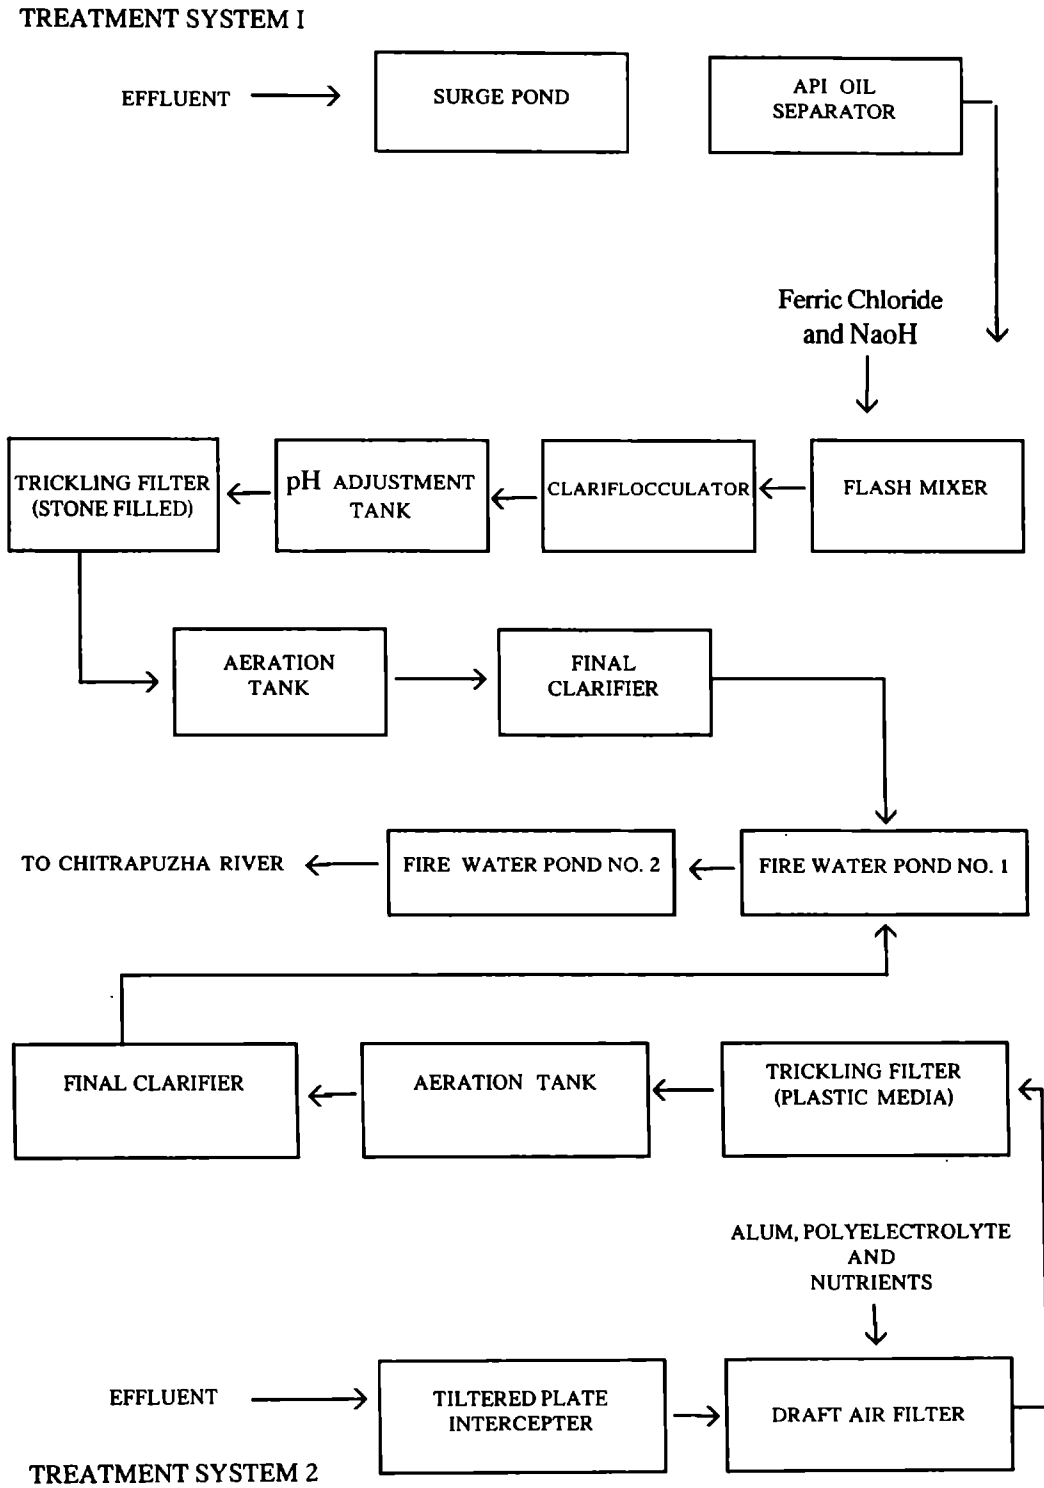 TREATMENT SYSTEM I
EFFLUENT
SURGE POND
API OIL
SEPARATOR
Ferric Chloride
and NaoH
TRICKLING FILTER
(STONE FILLED)
pH ADJUSTMENT
TANK
CLARIFLOCCULATOR
FLASH MIXER
AERATION
TANK
FINAL
CLARIFIER
TO CHITRAPUZHA RIVER
FIRE WATER POND NO. 2
FIRE WATER POND NO. 1
FINAL CLARIFIER
AERATION TANK
TRICKLING FILTER
(PLASTIC MEDIA)
ALUM, POLYELECTROLYTE
AND
NUTRIENTS
EFFLUENT
TILTERED PLATE
INTERCEPTER
DRAFT AIR FILTER
TREATMENT SYSTEM 2